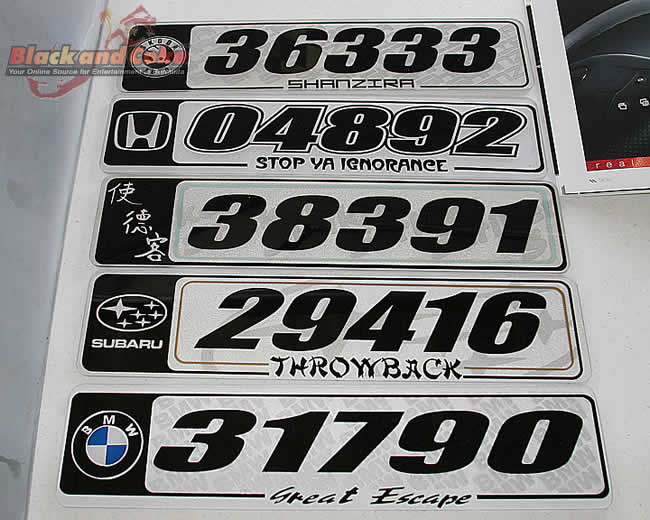 Black and Coke
Your Online Source for Entertainment
36333
SHANZIRA
04892
STOP YA IGNORANCE
使德客
38391
SUBARU
29416
THROWBACK
BMW
31790
Great Escape
real